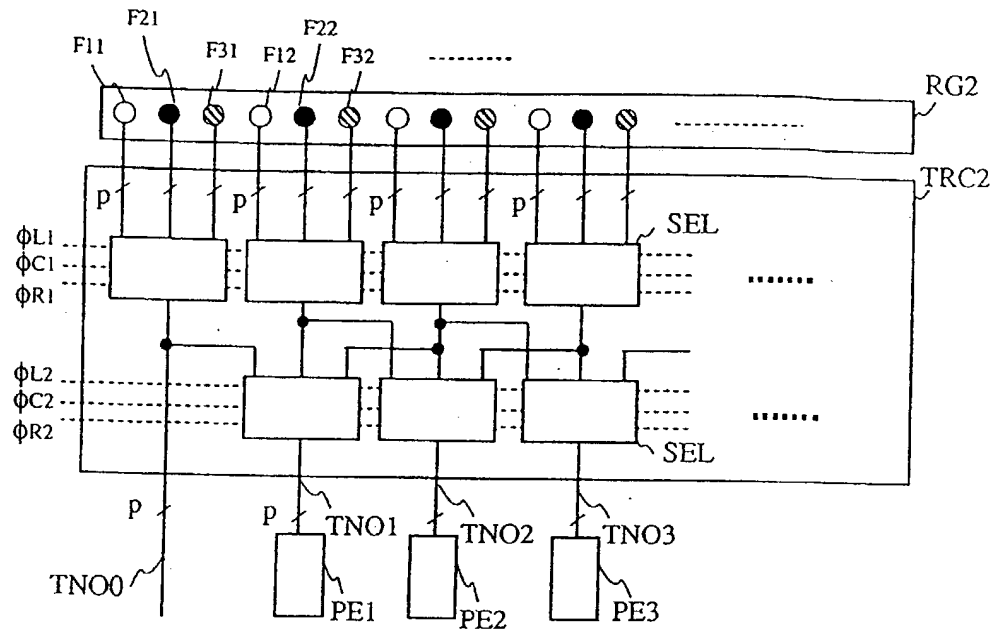 F11
F21
F31
F12
F22
F32
RG2
TRC2
p
p
p
SEL
ϕL1
ϕC1
ϕR1
ϕL2
ϕC2
ϕR2
SEL
p
p
TNO0
TNO1
TNO2
TNO3
PE1
PE2
PE3